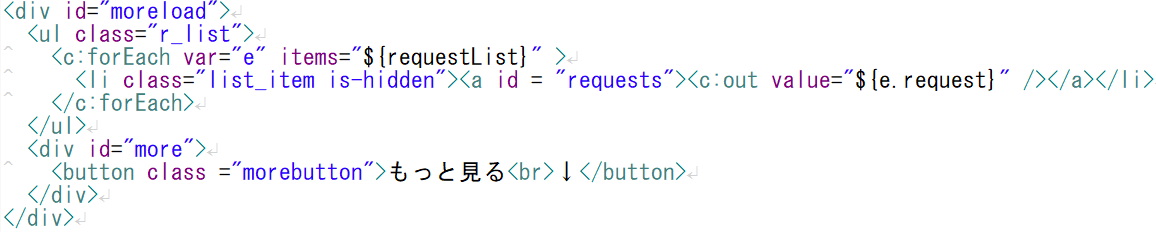 <div id="moreload">
  <ul class="r_list">
    <c:forEach var="e" items="${requestList}" >
      <li class="list_item is-hidden"><a id = "requests"><c:out value="${e.request}" /></a></li>
    </c:forEach>
  </ul>
  <div id="more">
    <button class ="morebutton">もっと見る<br>↓</button>
  </div>
</div>